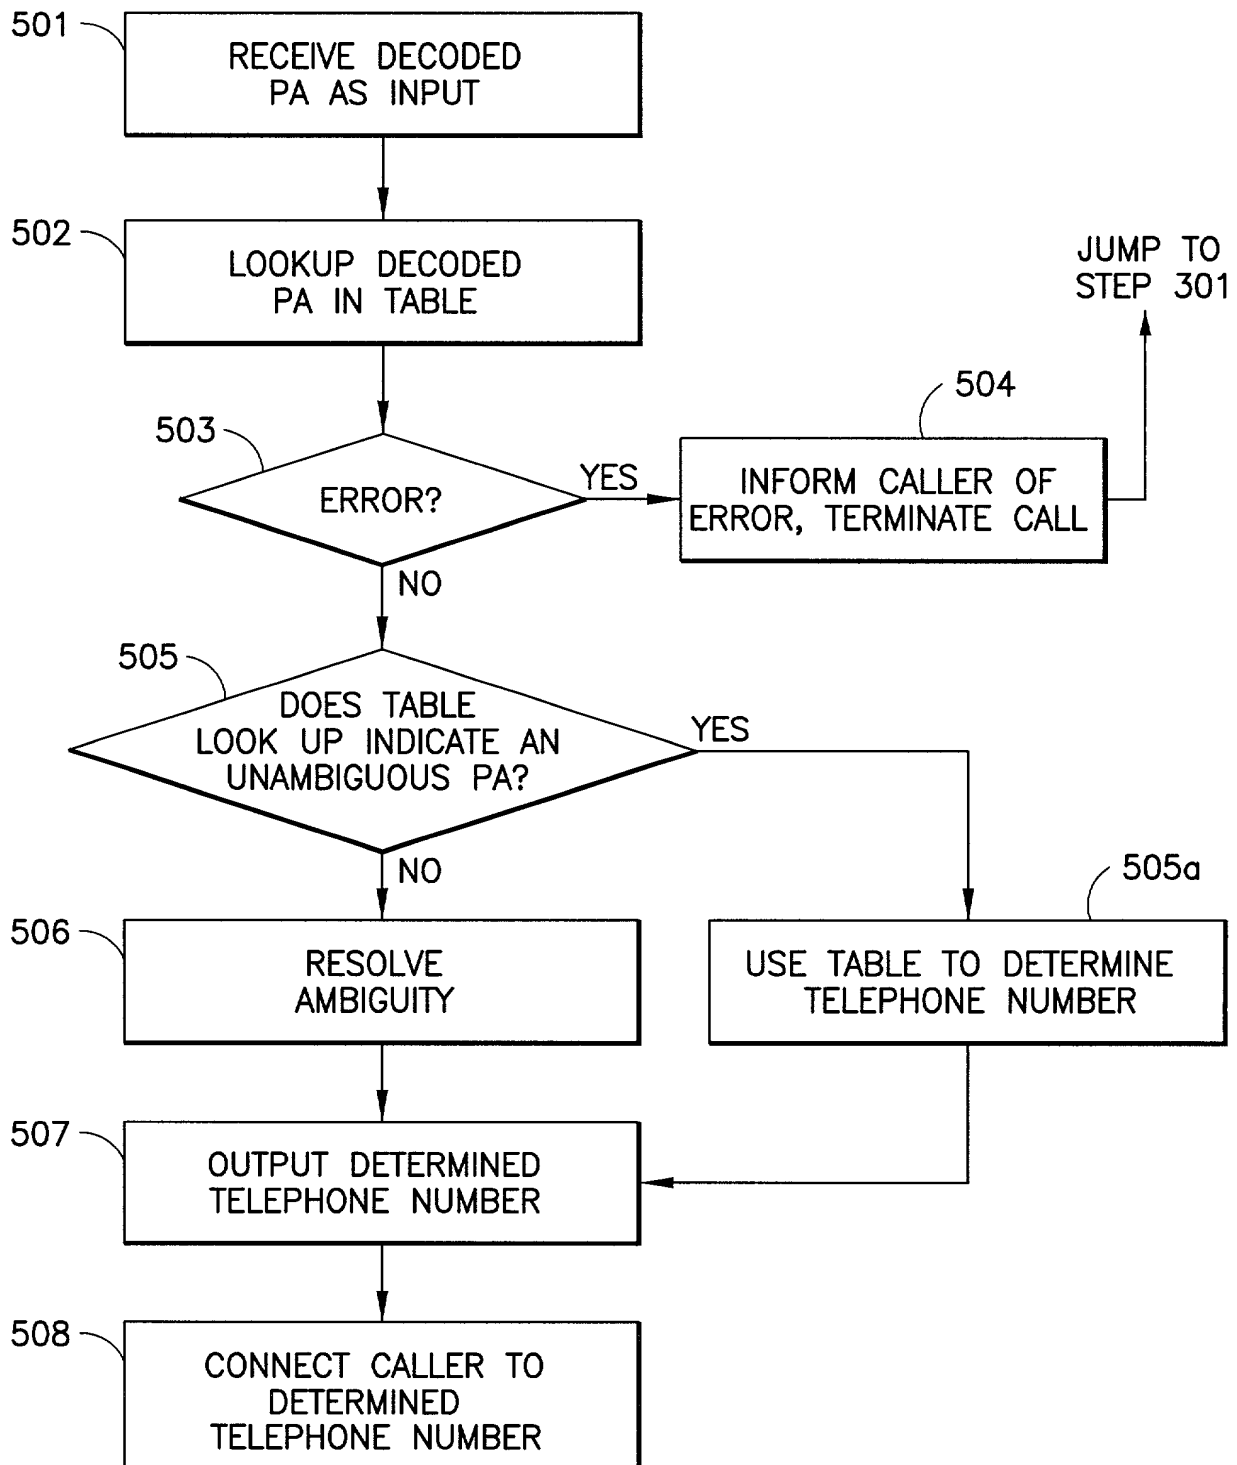 501
RECEIVE DECODED
PA AS INPUT
502
LOOKUP DECODED
PA IN TABLE
JUMP TO
STEP 301
503
ERROR?
YES
504
INFORM CALLER OF
ERROR, TERMINATE CALL
NO
505
DOES TABLE
LOOK UP INDICATE AN
UNAMBIGUOUS PA?
YES
NO
505a
USE TABLE TO DETERMINE
TELEPHONE NUMBER
506
RESOLVE
AMBIGUITY
507
OUTPUT DETERMINED
TELEPHONE NUMBER
508
CONNECT CALLER TO
DETERMINED
TELEPHONE NUMBER